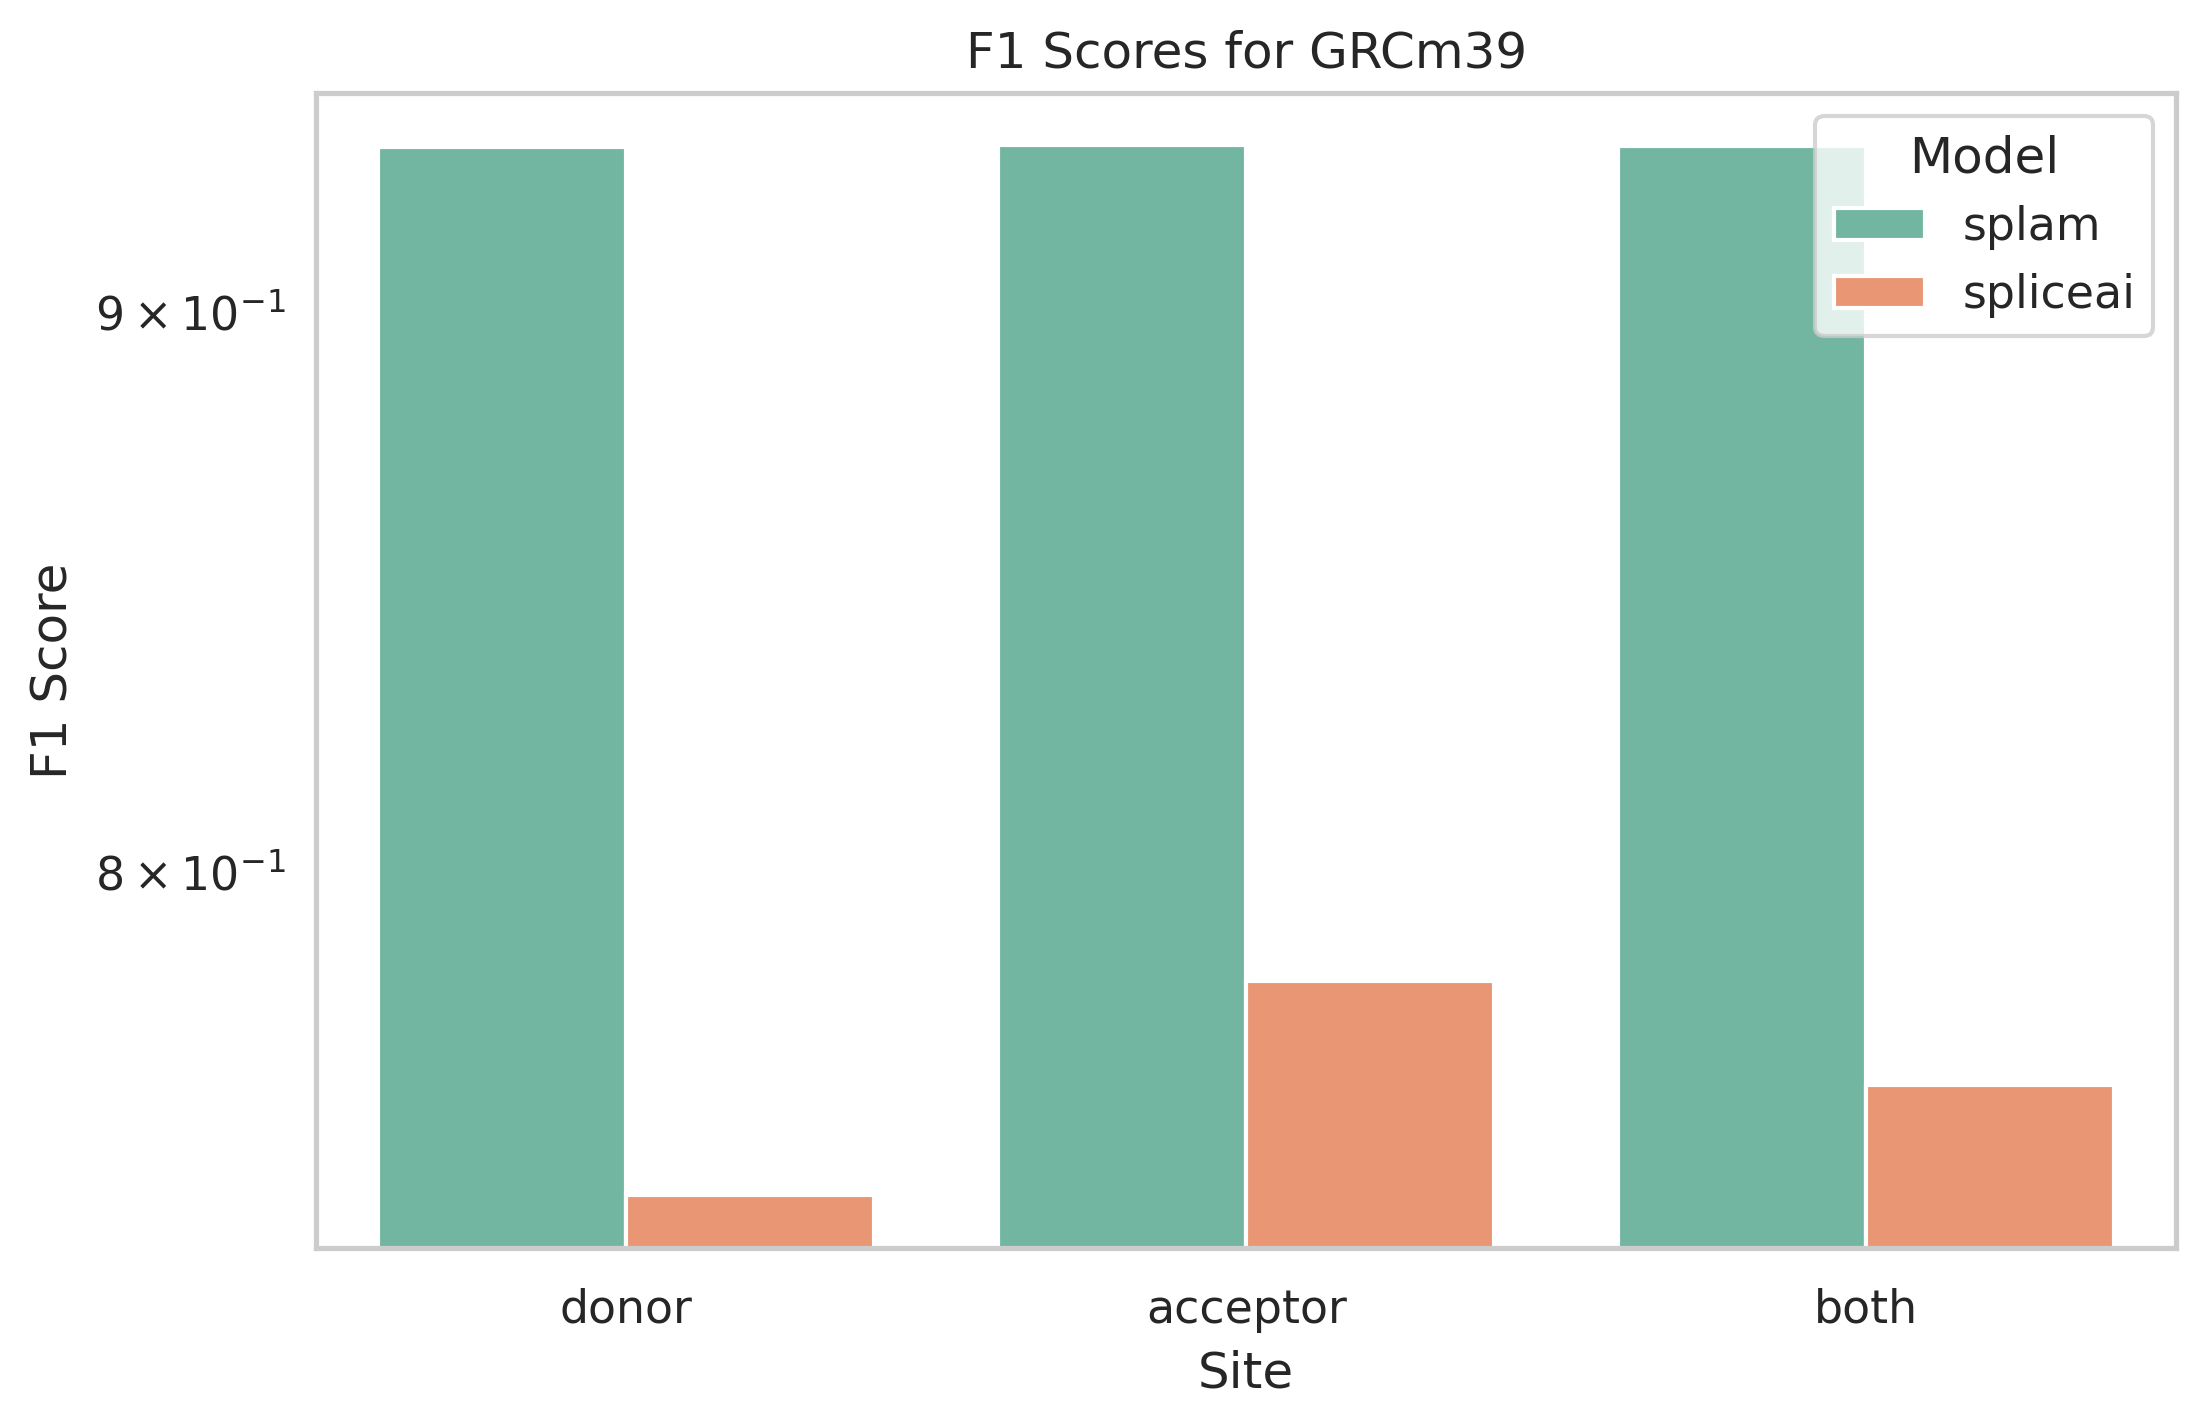 F1 Scores for GRCm39
Model
splam
spliceai
9 × 10⁻¹
8 × 10⁻¹
F1 Score
donor
acceptor
both
Site